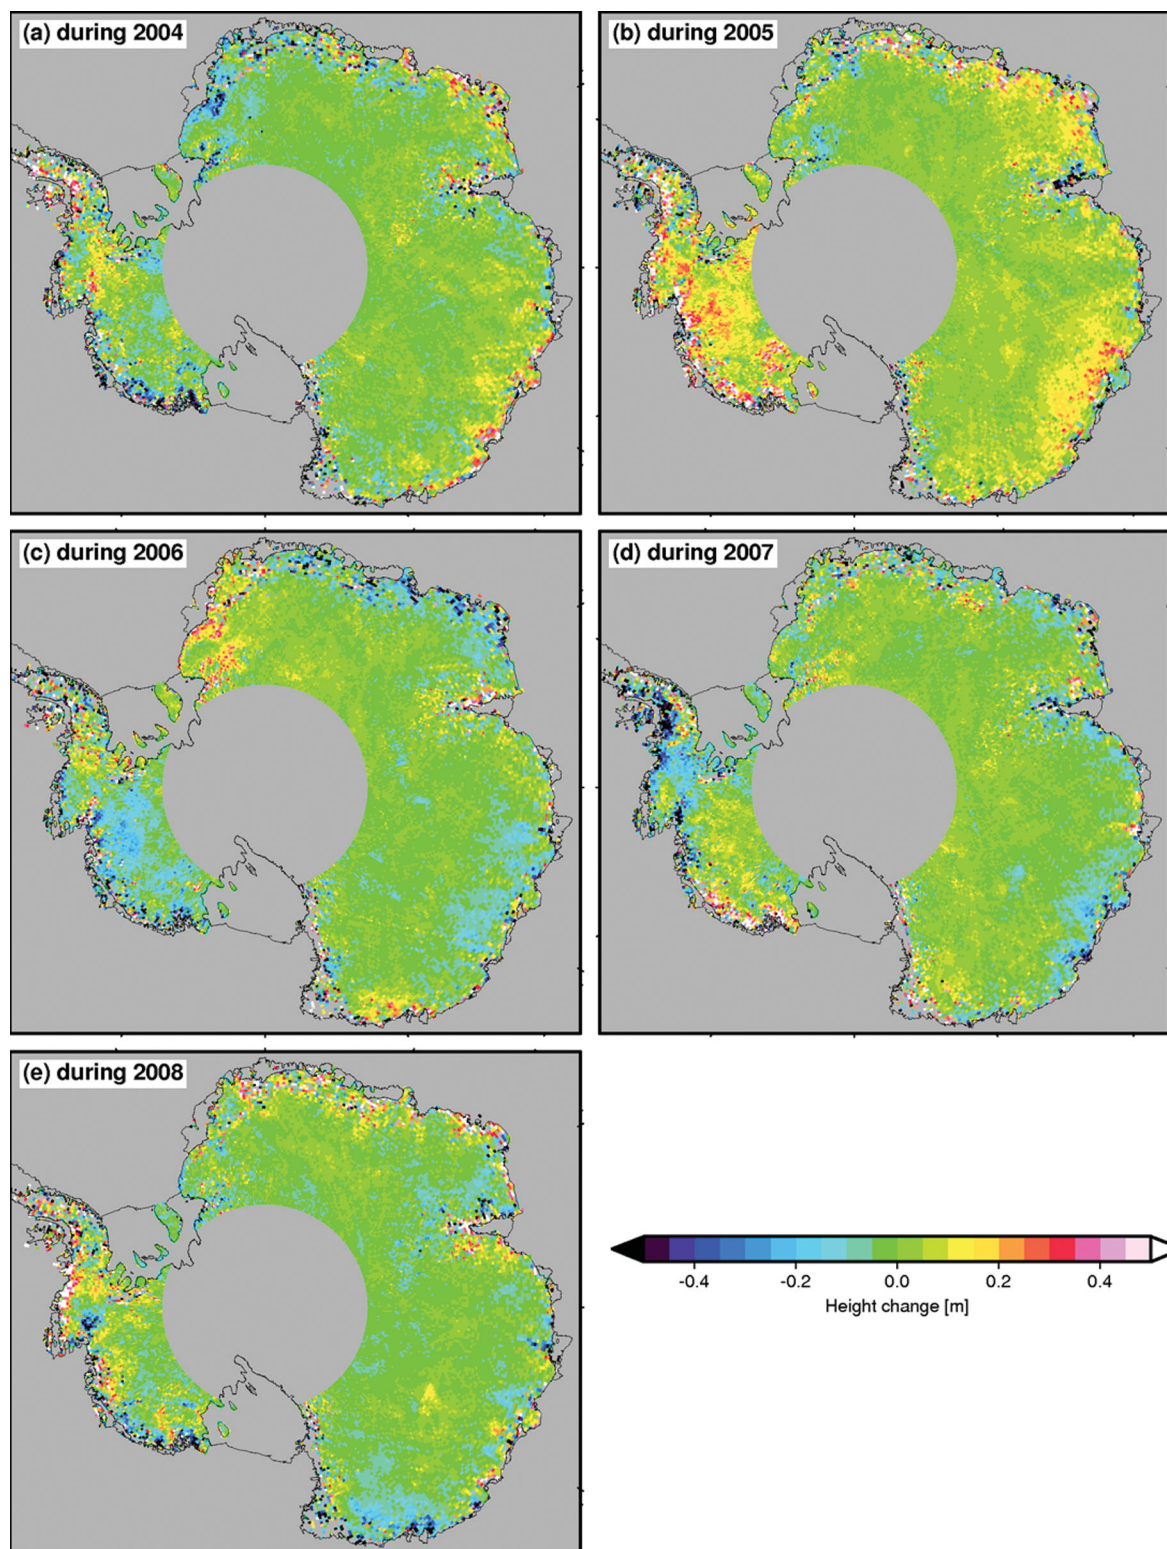 (a) during 2004
(b) during 2005
(c) during 2006
(d) during 2007
(e) during 2008
-0.4 -0.2 0.0 0.2 0.4
Height change [m]